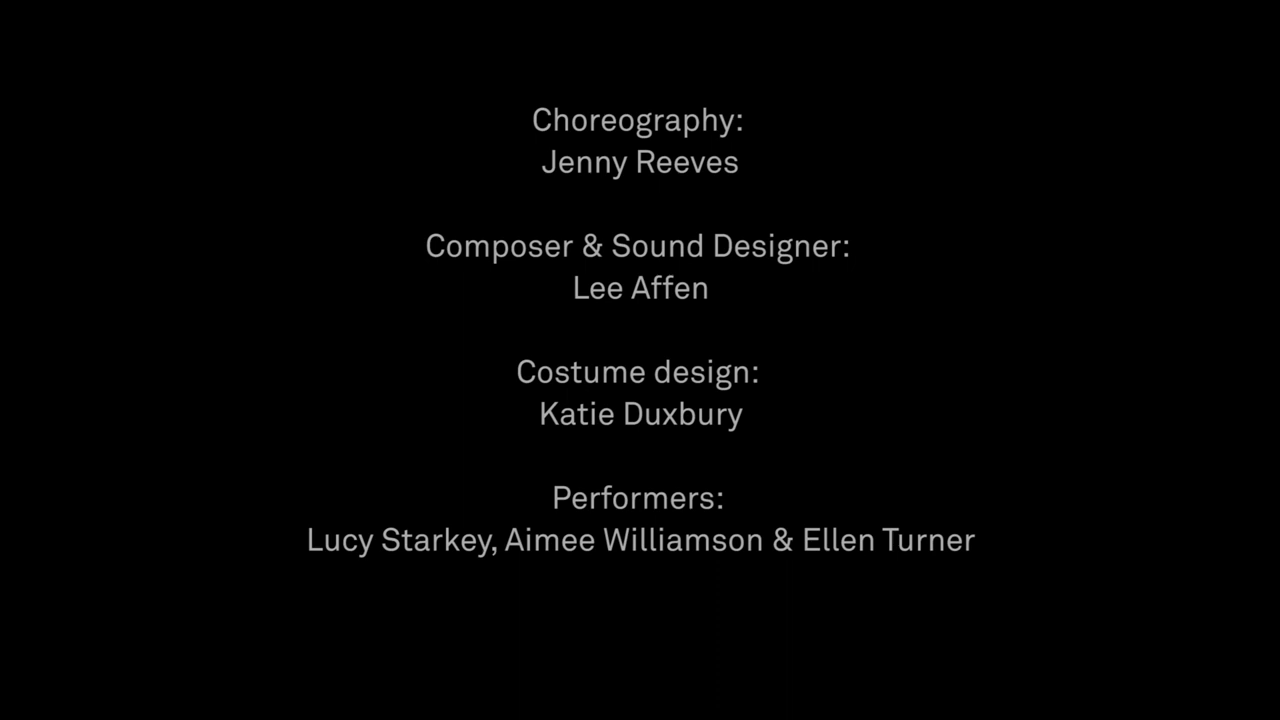 Choreography:
Jenny Reeves
Composer & Sound Designer:
Lee Affen
Costume design:
Katie Duxbury
Performers:
Lucy Starkey, Aimee Williamson & Ellen Turner